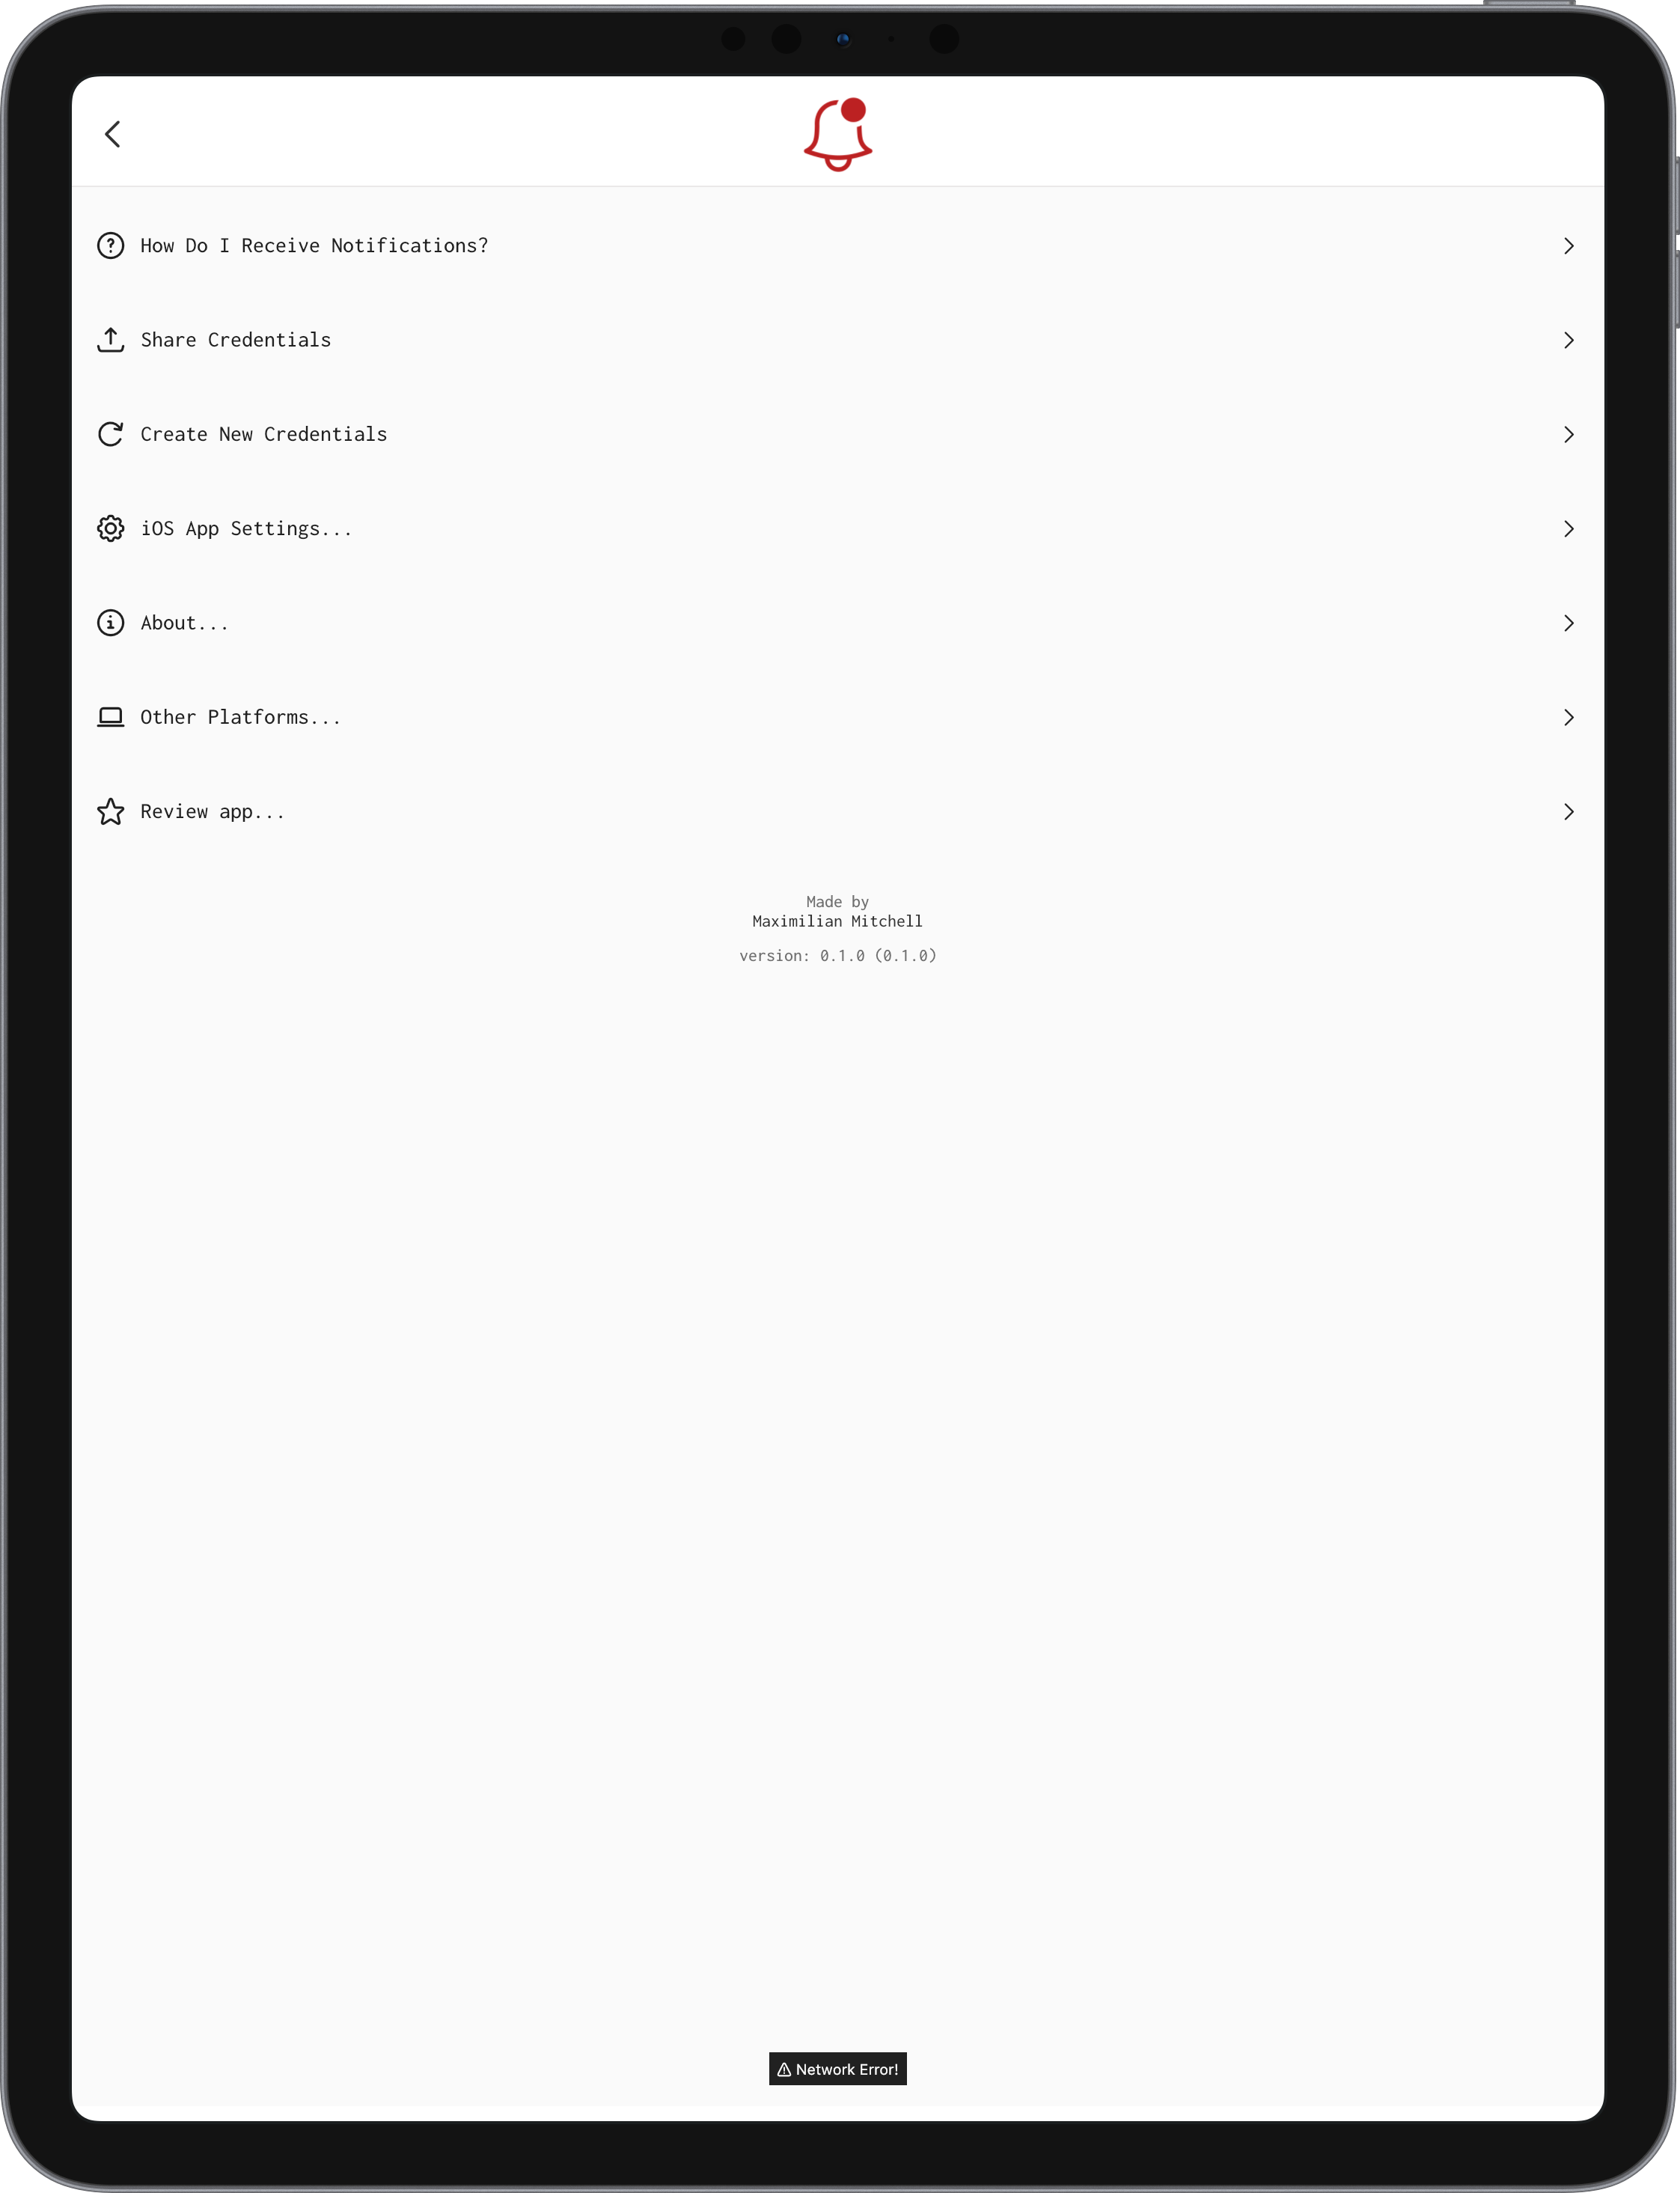 How Do I Receive Notifications?
Share Credentials
Create New Credentials
iOS App Settings...
About...
Other Platforms...
Review app...
Made by
Maximilian Mitchell
version: 0.1.0 (0.1.0)
Network Error!